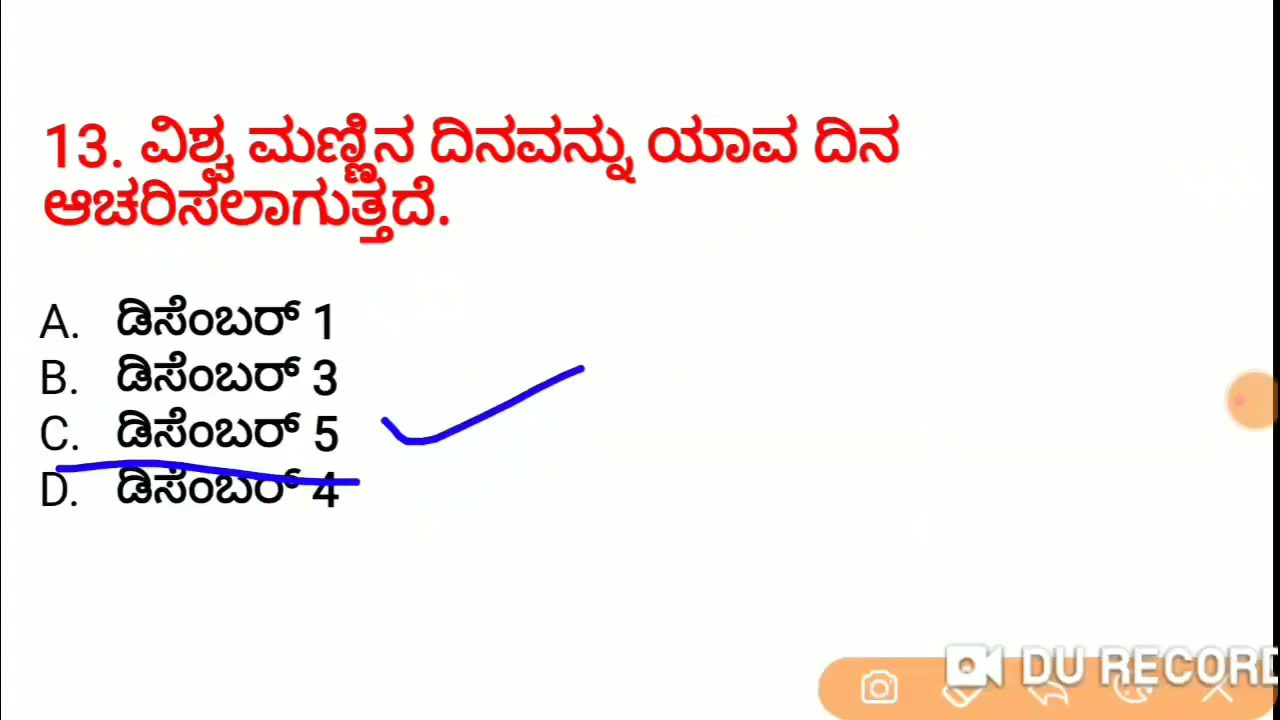 13. ವಿಶ್ವ ಮಣ್ಣಿನ ದಿನವನ್ನು ಯಾವ ದಿನ
ಆಚರಿಸಲಾಗುತ್ತದೆ.
A. ಡಿಸೆಂಬರ್ 1
B. ಡಿಸೆಂಬರ್ 3
C. ಡಿಸೆಂಬರ್ 5
D. ಡಿಸೆಂಬರ್ 4
DU RECORD